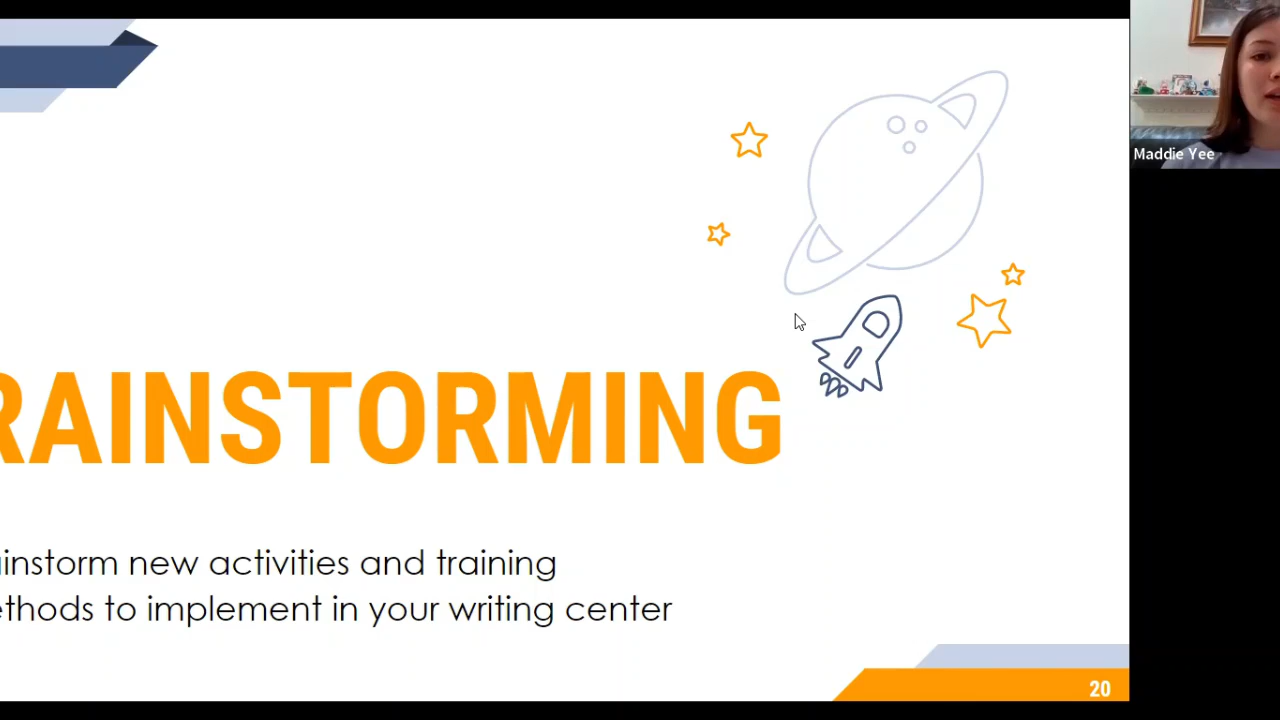 RAINSTORMING
instorm new activities and training
ethods to implement in your writing center
20
Maddie Yee